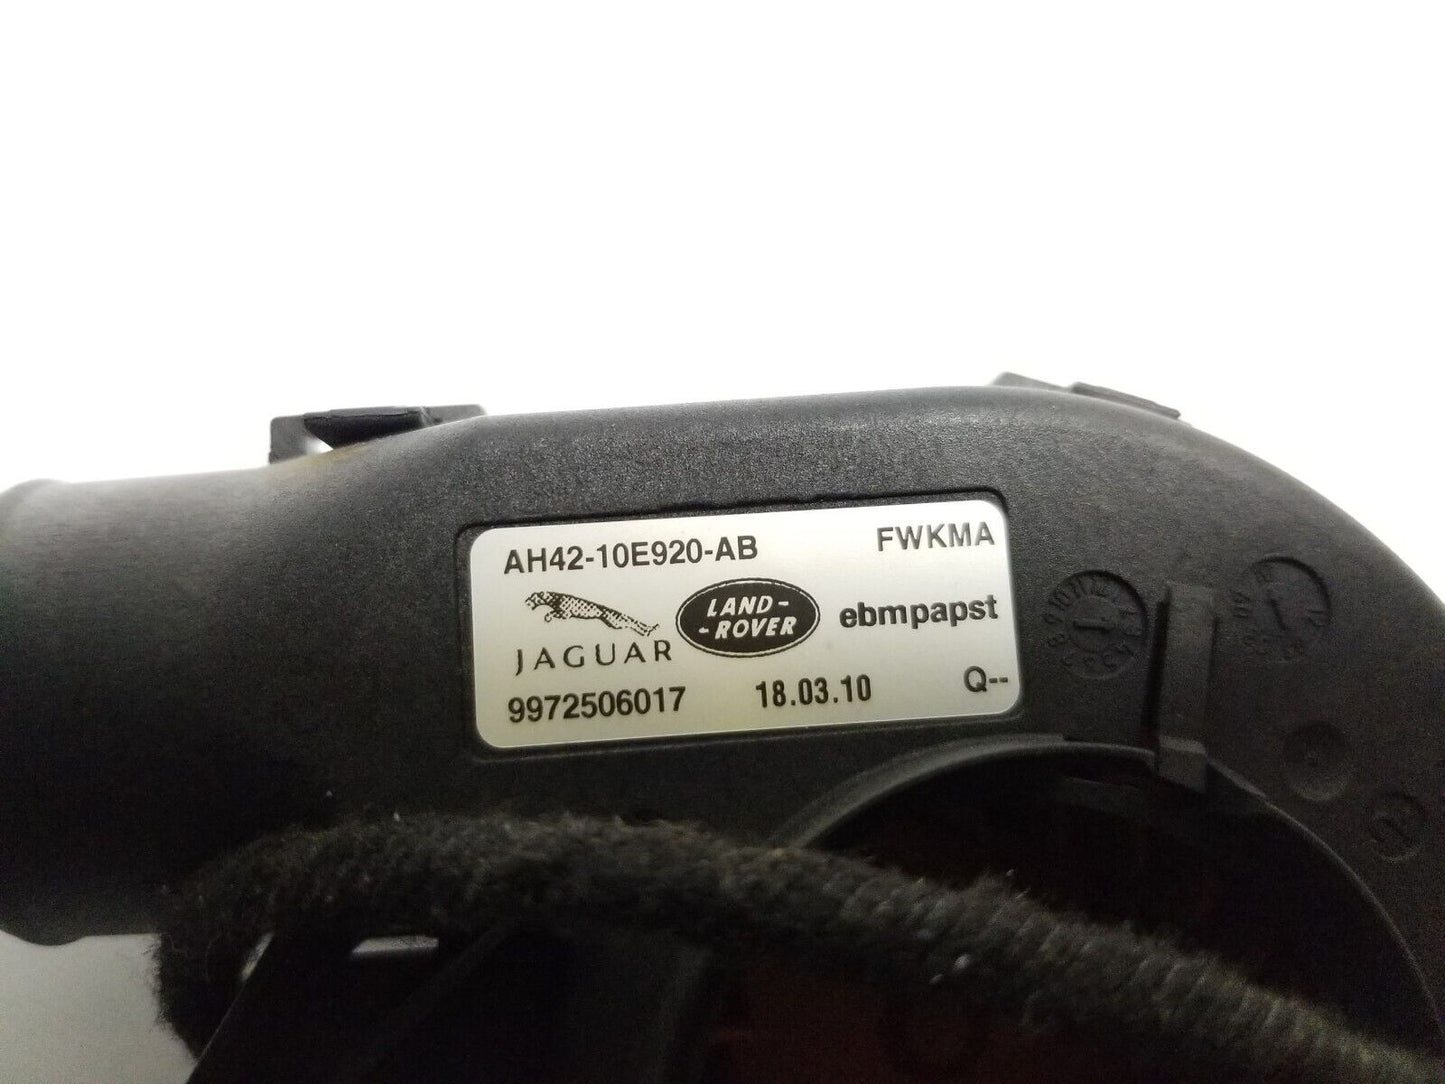 AH42-10E920-AB FWKMA
JAGUAR LAND-ROVER ebmpapst
9972506017 18.03.10 Q--